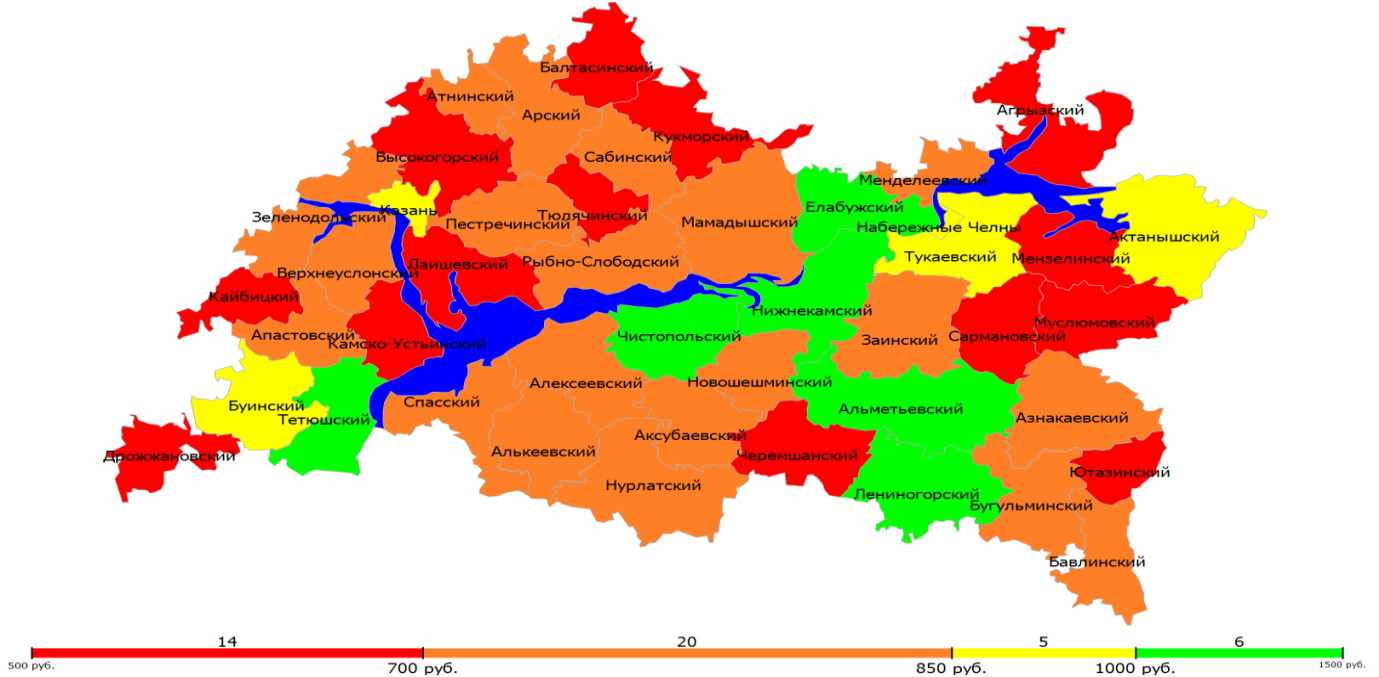 Балтасинский
Атнинский
Арский
Агрызский
Кукморский
Высокогорский
Сабинский
Менделеевский
Елабужский
Казань
Зеленодольский
Тюлячинский
Пестречинский
Мамадышский
Набережные Челны
Актанышский
Тукаевский
Мензелинский
Рыбно-Слободский
Лаишевский
Верхнеуслонский
Кайбицкий
Нижнекамский
Муслюмовский
Апастовский
Чистопольский
Сармановский
Заинский
Камско-Устьинский
Алексеевский
Новошешминский
Спасский
Буинский
Альметьевский
Тетюшский
Азнакаевский
Аксубаевский
Алькеевский
Черемшанский
Дрожжановский
Ютазинский
Нурлатский
Лениногорский
Бугульминский
Бавлинский
14 20 5 6
500 руб. 700 руб. 850 руб. 1000 руб. 1500 руб.